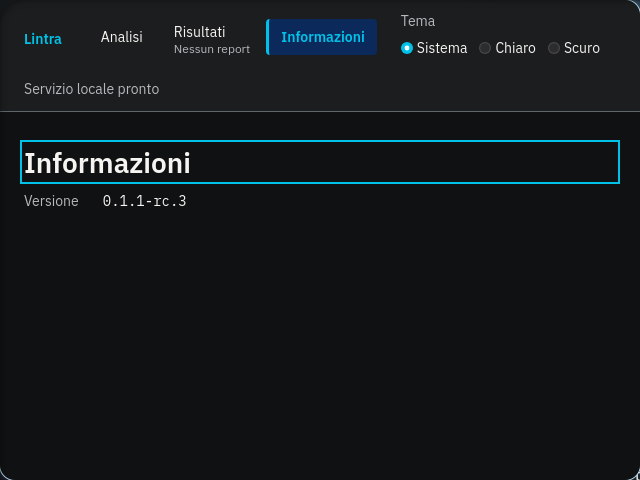 Lintra
Analisi
Risultati
Nessun report
Informazioni
Tema
Sistema
Chiaro
Scuro
Servizio locale pronto
Informazioni
Versione 0.1.1-rc.3